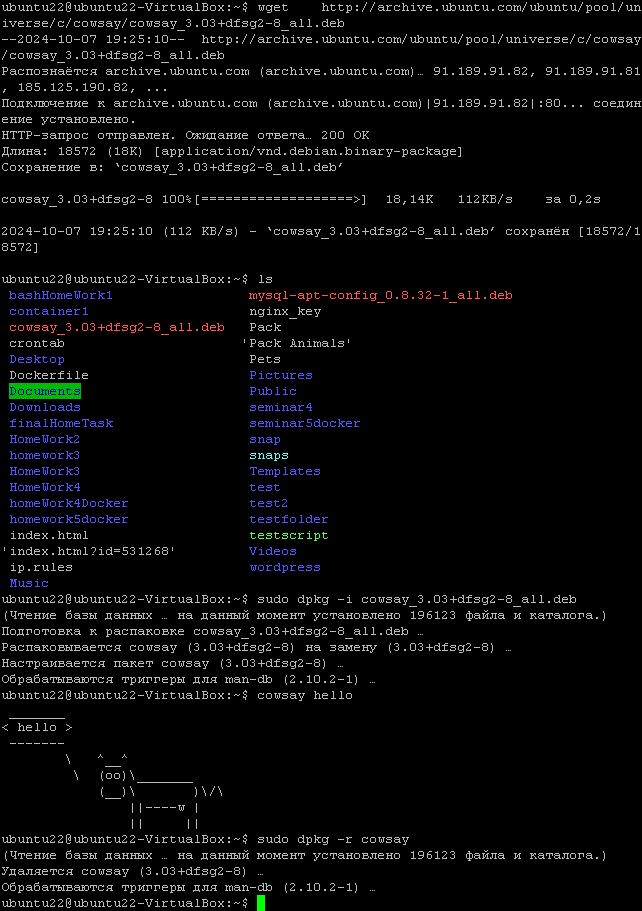 ubuntu22@ubuntu22-VirtualBox:~$ wget    http://archive.ubuntu.com/ubuntu/pool/un
iverse/c/cowsay/cowsay_3.03+dfsg2-8_all.deb
--2024-10-07 19:25:10--  http://archive.ubuntu.com/ubuntu/pool/universe/c/cowsay
/cowsay_3.03+dfsg2-8_all.deb
Распознаётся archive.ubuntu.com (archive.ubuntu.com)… 91.189.91.82, 91.189.91.81
, 185.125.190.82, ...
Подключение к archive.ubuntu.com (archive.ubuntu.com)|91.189.91.82|:80... соедин
ение установлено.
HTTP-запрос отправлен. Ожидание ответа… 200 OK
Длина: 18572 (18K) [application/vnd.debian.binary-package]
Сохранение в: ‘cowsay_3.03+dfsg2-8_all.deb’
cowsay_3.03+dfsg2-8 100%[===================>]  18,14K   112KB/s    за 0,2s
2024-10-07 19:25:10 (112 KB/s) - ‘cowsay_3.03+dfsg2-8_all.deb’ сохранён [18572/1
8572]
ubuntu22@ubuntu22-VirtualBox:~$ ls
 bashHomeWork1                 mysql-apt-config_0.8.32-1_all.deb
 container1                    nginx_key
 cowsay_3.03+dfsg2-8_all.deb   Pack
 crontab                      'Pack Animals'
 Desktop                       Pets
 Dockerfile                    Pictures
 Documents                     Public
 Downloads                     seminar4
 finalHomeTask                 seminar5docker
 HomeWork2                     snap
 homework3                     snaps
 HomeWork3                     Templates
 HomeWork4                     test
 homeWork4Docker               test2
 homework5docker               testfolder
 index.html                    testscript
'index.html?id=531268'         Videos
 ip.rules                      wordpress
 Music
ubuntu22@ubuntu22-VirtualBox:~$ sudo dpkg -i cowsay_3.03+dfsg2-8_all.deb
(Чтение базы данных … на данный момент установлено 196123 файла и каталога.)
Подготовка к распаковке cowsay_3.03+dfsg2-8_all.deb …
Распаковывается cowsay (3.03+dfsg2-8) на замену (3.03+dfsg2-8) …
Настраивается пакет cowsay (3.03+dfsg2-8) …
Обрабатываются триггеры для man-db (2.10.2-1) …
ubuntu22@ubuntu22-VirtualBox:~$ cowsay hello
 _______
< hello >
 -------
        \   ^__^
         \  (oo)\_______
            (__)\       )\/\
                ||----w |
                ||     ||
ubuntu22@ubuntu22-VirtualBox:~$ sudo dpkg -r cowsay
(Чтение базы данных … на данный момент установлено 196123 файла и каталога.)
Удаляется cowsay (3.03+dfsg2-8) …
Обрабатываются триггеры для man-db (2.10.2-1) …
ubuntu22@ubuntu22-VirtualBox:~$